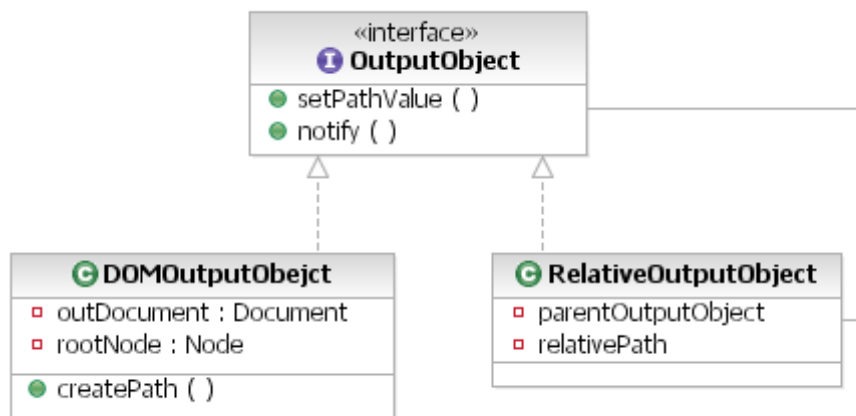 «interface»
OutputObject
setPathValue ( )
notify ( )
DOMOutputObejct
outDocument : Document
rootNode : Node
createPath ( )
RelativeOutputObject
parentOutputObject
relativePath